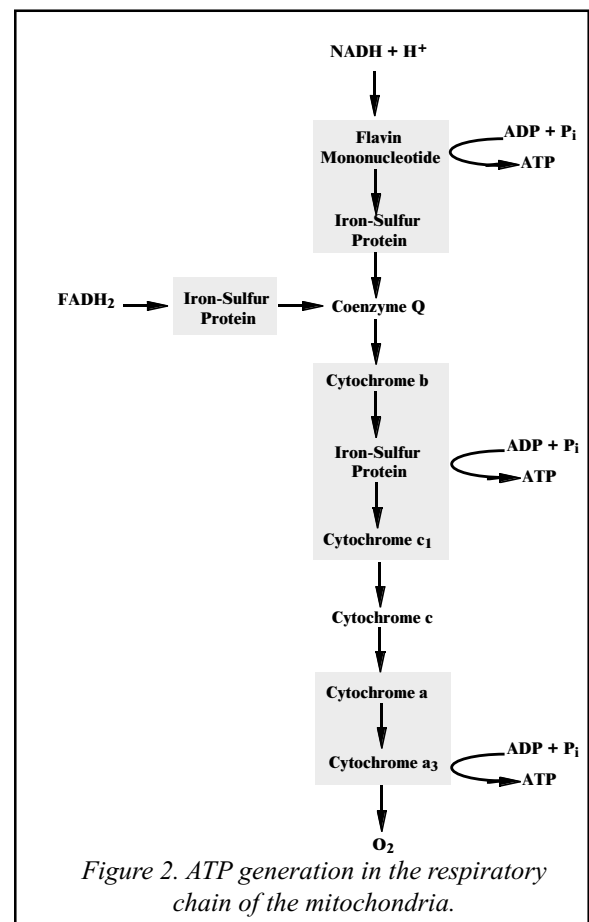 NADH + H⁺
Flavin
Mononucleotide
ADP + Pᵢ
ATP
Iron-Sulfur
Protein
FADH₂
Iron-Sulfur
Protein
Coenzyme Q
Cytochrome b
Iron-Sulfur
Protein
ADP + Pᵢ
ATP
Cytochrome c₁
Cytochrome c
Cytochrome a
Cytochrome a₃
ADP + Pᵢ
ATP
O₂
Figure 2. ATP generation in the respiratory
chain of the mitochondria.